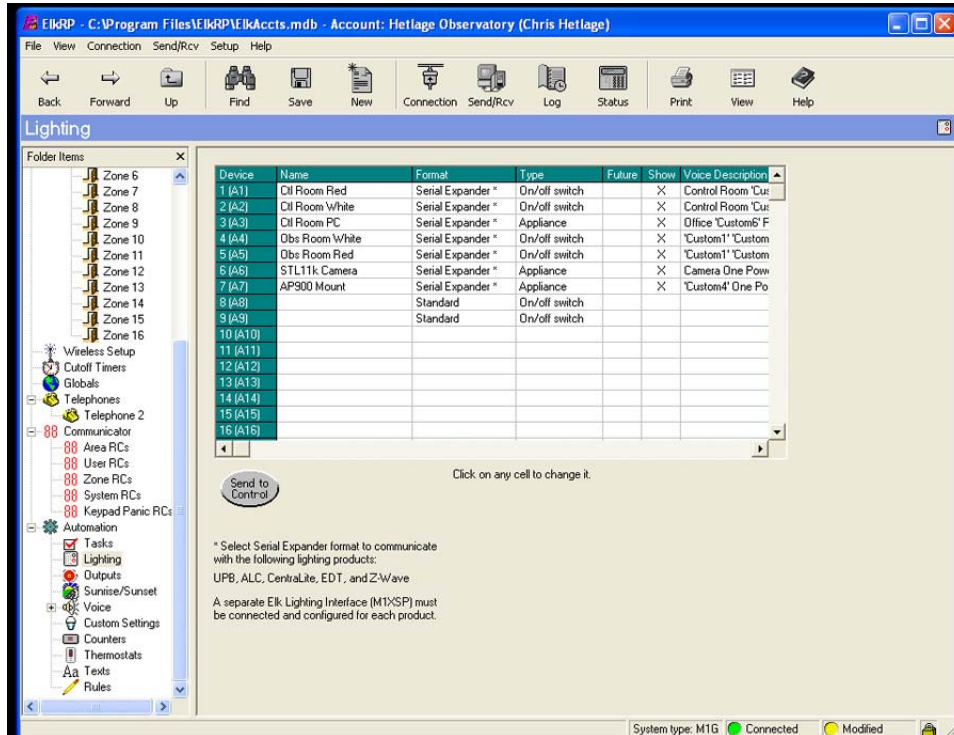 ElkRP - C:\Program Files\ElkRP\ElkAccts.mdb - Account: Hetlage Observatory (Chris Hetlage)
File View Connection Send/Rcv Setup Help
Back Forward Up Find Save New Connection Send/Rcv Log Status Print View Help
Lighting
Folder Items
Zone 6
Zone 7
Zone 8
Zone 9
Zone 10
Zone 11
Zone 12
Zone 13
Zone 14
Zone 15
Zone 16
Wireless Setup
Cutoff Timers
Globals
Telephones
Telephone 2
88 Communicator
88 Area RCs
88 User RCs
88 Zone RCs
88 System RCs
88 Keypad Panic RCs
Automation
Tasks
Lighting
Outputs
Sunrise/Sunset
Voice
Custom Settings
Counters
Thermostats
Aa Texts
Rules
Device Name Format Type Future Show Voice Description
1 (A1) Ctl Room Red Serial Expander * On/off switch X Control Room 'Cus
2 (A2) Ctl Room White Serial Expander * On/off switch X Control Room 'Cus
3 (A3) Ctl Room PC Serial Expander * Appliance X Office 'Custom6' F
4 (A4) Obs Room White Serial Expander * On/off switch X 'Custom1' 'Custom
5 (A5) Obs Room Red Serial Expander * On/off switch X 'Custom1' 'Custom
6 (A6) STL11k Camera Serial Expander * Appliance X Camera One Powe
7 (A7) AP900 Mount Serial Expander * Appliance X 'Custom4' One Po
8 (A8) Standard On/off switch
9 (A9) Standard On/off switch
10 (A10)
11 (A11)
12 (A12)
13 (A13)
14 (A14)
15 (A15)
16 (A16)
Click on any cell to change it.
Send to
Control
* Select Serial Expander format to communicate
with the following lighting products:
UPB, ALC, CentraLite, EDT, and Z-Wave
A separate Elk Lighting Interface (M1XSP) must
be connected and configured for each product.
System type: M1G Connected Modified